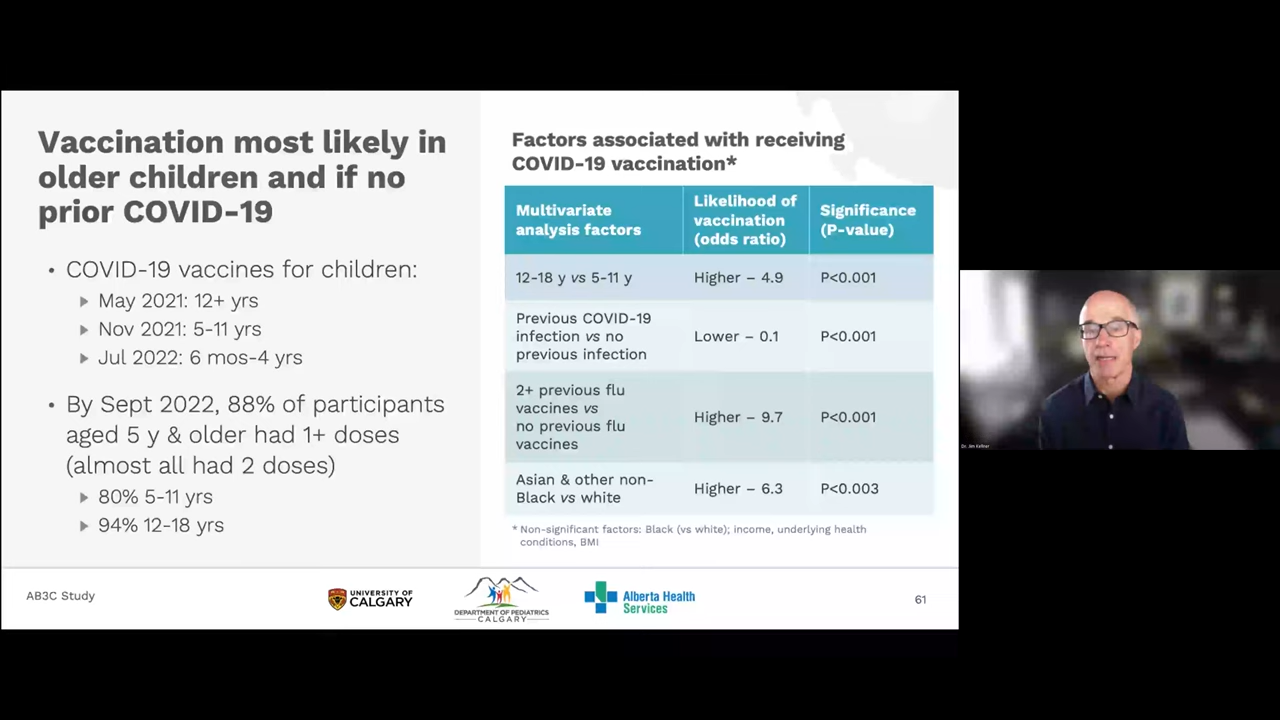 Vaccination most likely in
older children and if no
prior COVID-19
• COVID-19 vaccines for children:
May 2021: 12+ yrs
Nov 2021: 5-11 yrs
Jul 2022: 6 mos-4 yrs
• By Sept 2022, 88% of participants
aged 5 y & older had 1+ doses
(almost all had 2 doses)
80% 5-11 yrs
94% 12-18 yrs
Factors associated with receiving
COVID-19 vaccination*
Multivariate
analysis factors
Likelihood of
vaccination
(odds ratio)
Significance
(P-value)
12-18 y vs 5-11 y
Higher – 4.9
P<0.001
Previous COVID-19
infection vs no
previous infection
Lower – 0.1
P<0.001
2+ previous flu
vaccines vs
no previous flu
vaccines
Higher – 9.7
P<0.001
Asian & other non-
Black vs white
Higher – 6.3
P<0.003
* Non-significant factors: Black (vs white); income, underlying health
conditions, BMI
AB3C Study
UNIVERSITY OF
CALGARY
DEPARTMENT OF PEDIATRICS
CALGARY
Alberta Health
Services
61
Dr. Jim Kellner